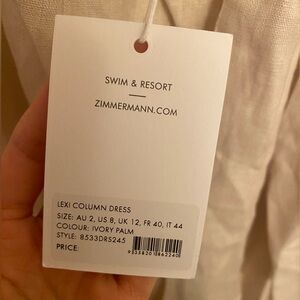 SWIM & RESORT
ZIMMERMANN.COM
LEXI COLUMN DRESS
SIZE: AU 2, US 8, UK 12, FR 40, IT 44
COLOUR: IVORY PALM
STYLE: 8533DRS245
PRICE: